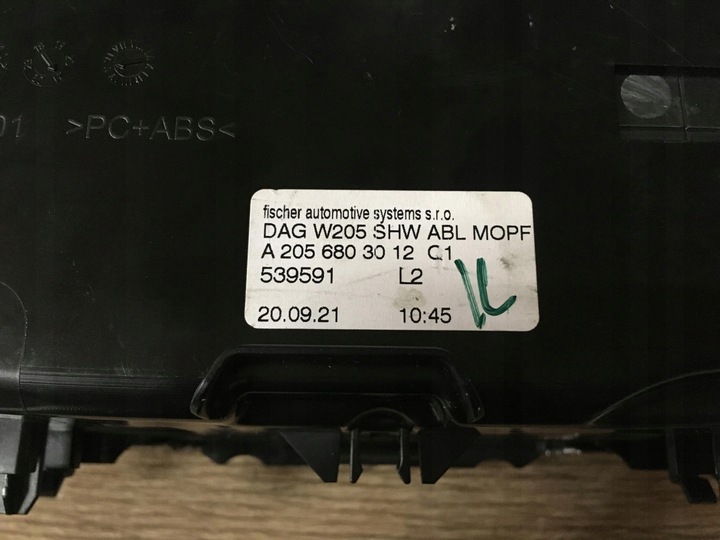 01 >PC+ABS<
fischer automotive systems s.r.o.
DAG W205 SHW ABL MOPF
A 205 680 30 12 C1
539591 L2
20.09.21 10:45